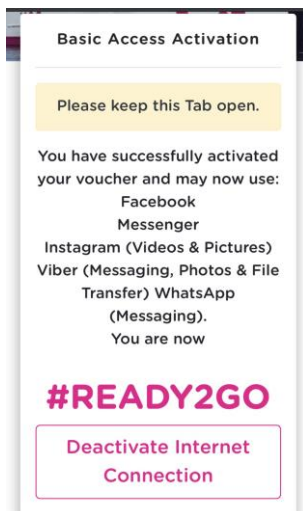 Basic Access Activation
Please keep this Tab open.
You have successfully activated
your voucher and may now use:
Facebook
Messenger
Instagram (Videos & Pictures)
Viber (Messaging, Photos & File
Transfer) WhatsApp
(Messaging).
You are now
#READY2GO
Deactivate Internet
Connection